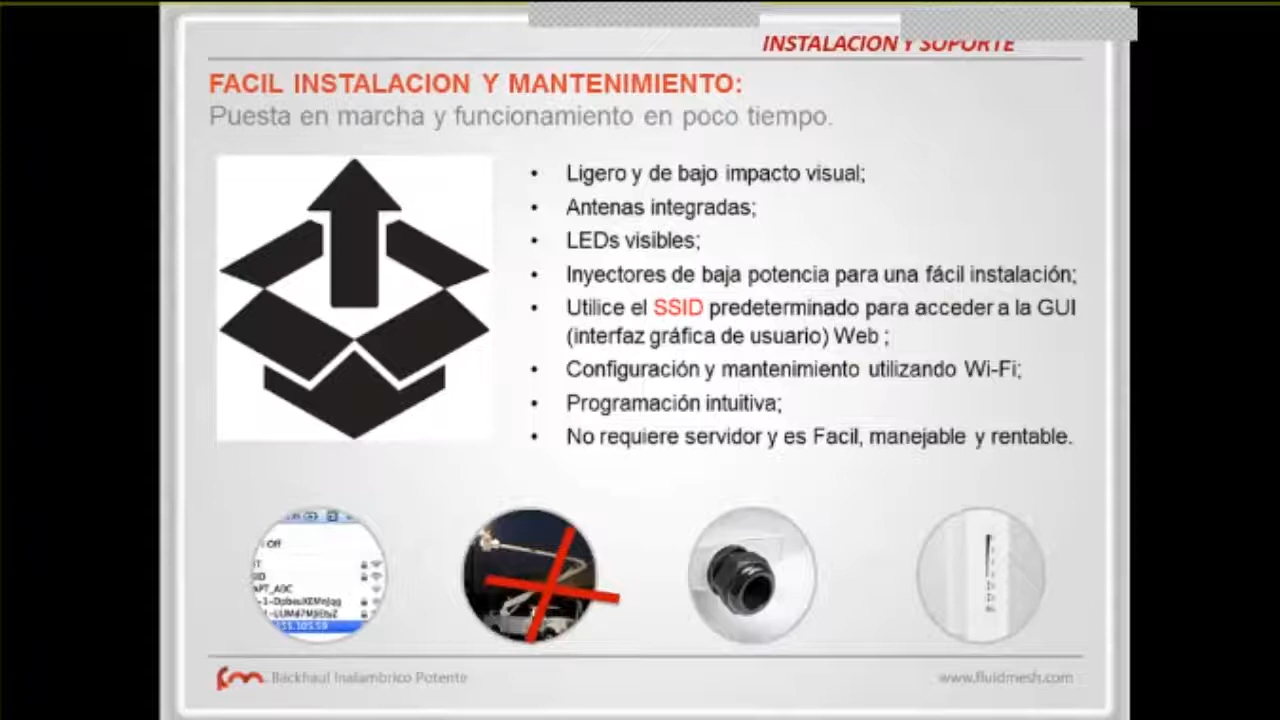 INSTALACION Y SOPORTE
FACIL INSTALACION Y MANTENIMIENTO:
Puesta en marcha y funcionamiento en poco tiempo.
• Ligero y de bajo impacto visual;
• Antenas integradas;
• LEDs visibles;
• Inyectores de baja potencia para una fácil instalación;
• Utilice el SSID predeterminado para acceder a la GUI
(interfaz gráfica de usuario) Web ;
• Configuración y mantenimiento utilizando Wi-Fi;
• Programación intuitiva;
• No requiere servidor y es Facil, manejable y rentable.
Off
fm Backhaul Inalambrico Potente
www.fluidmesh.com